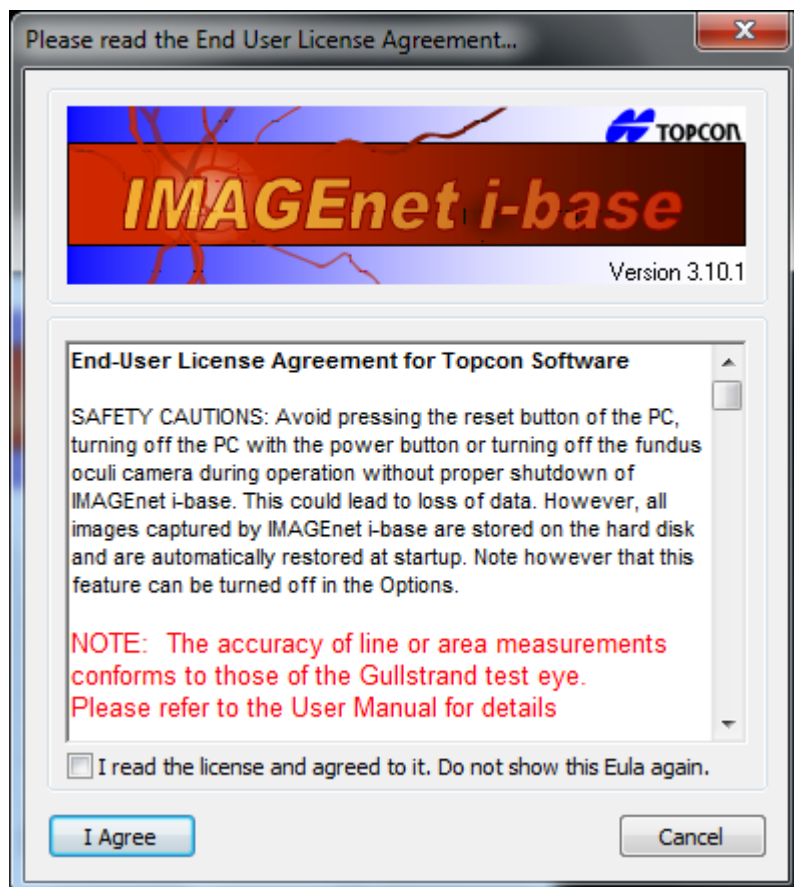 Please read the End User License Agreement...
TOPCON
IMAGEnet i-base
Version 3.10.1
End-User License Agreement for Topcon Software
SAFETY CAUTIONS: Avoid pressing the reset button of the PC,
turning off the PC with the power button or turning off the fundus
oculi camera during operation without proper shutdown of
IMAGEnet i-base. This could lead to loss of data. However, all
images captured by IMAGEnet i-base are stored on the hard disk
and are automatically restored at startup. Note however that this
feature can be turned off in the Options.
NOTE: The accuracy of line or area measurements
conforms to those of the Gullstrand test eye.
Please refer to the User Manual for details
I read the license and agreed to it. Do not show this Eula again.
I Agree
Cancel